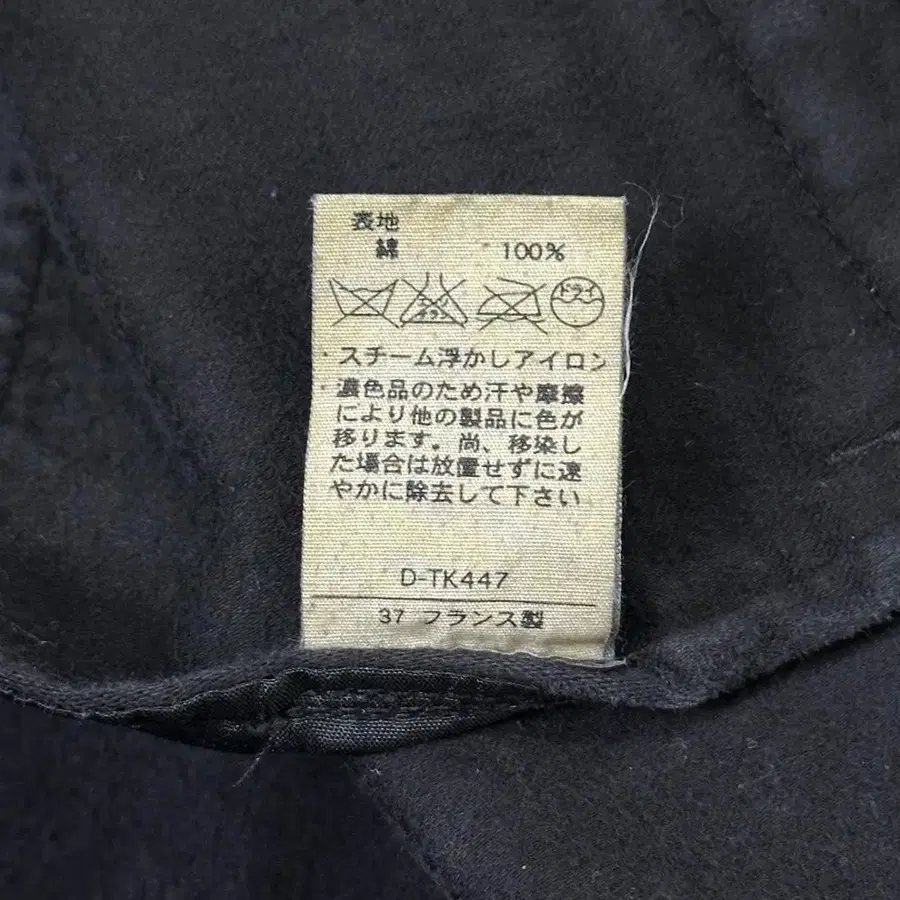 表地
綿 100%
ドライ
・スチーム浮かしアイロン
・濃色品のため汗や摩擦
により他の製品に色が
移ります。尚、移染し
た場合は放置せずに速
やかに除去して下さい
D-TK447
37 フランス製